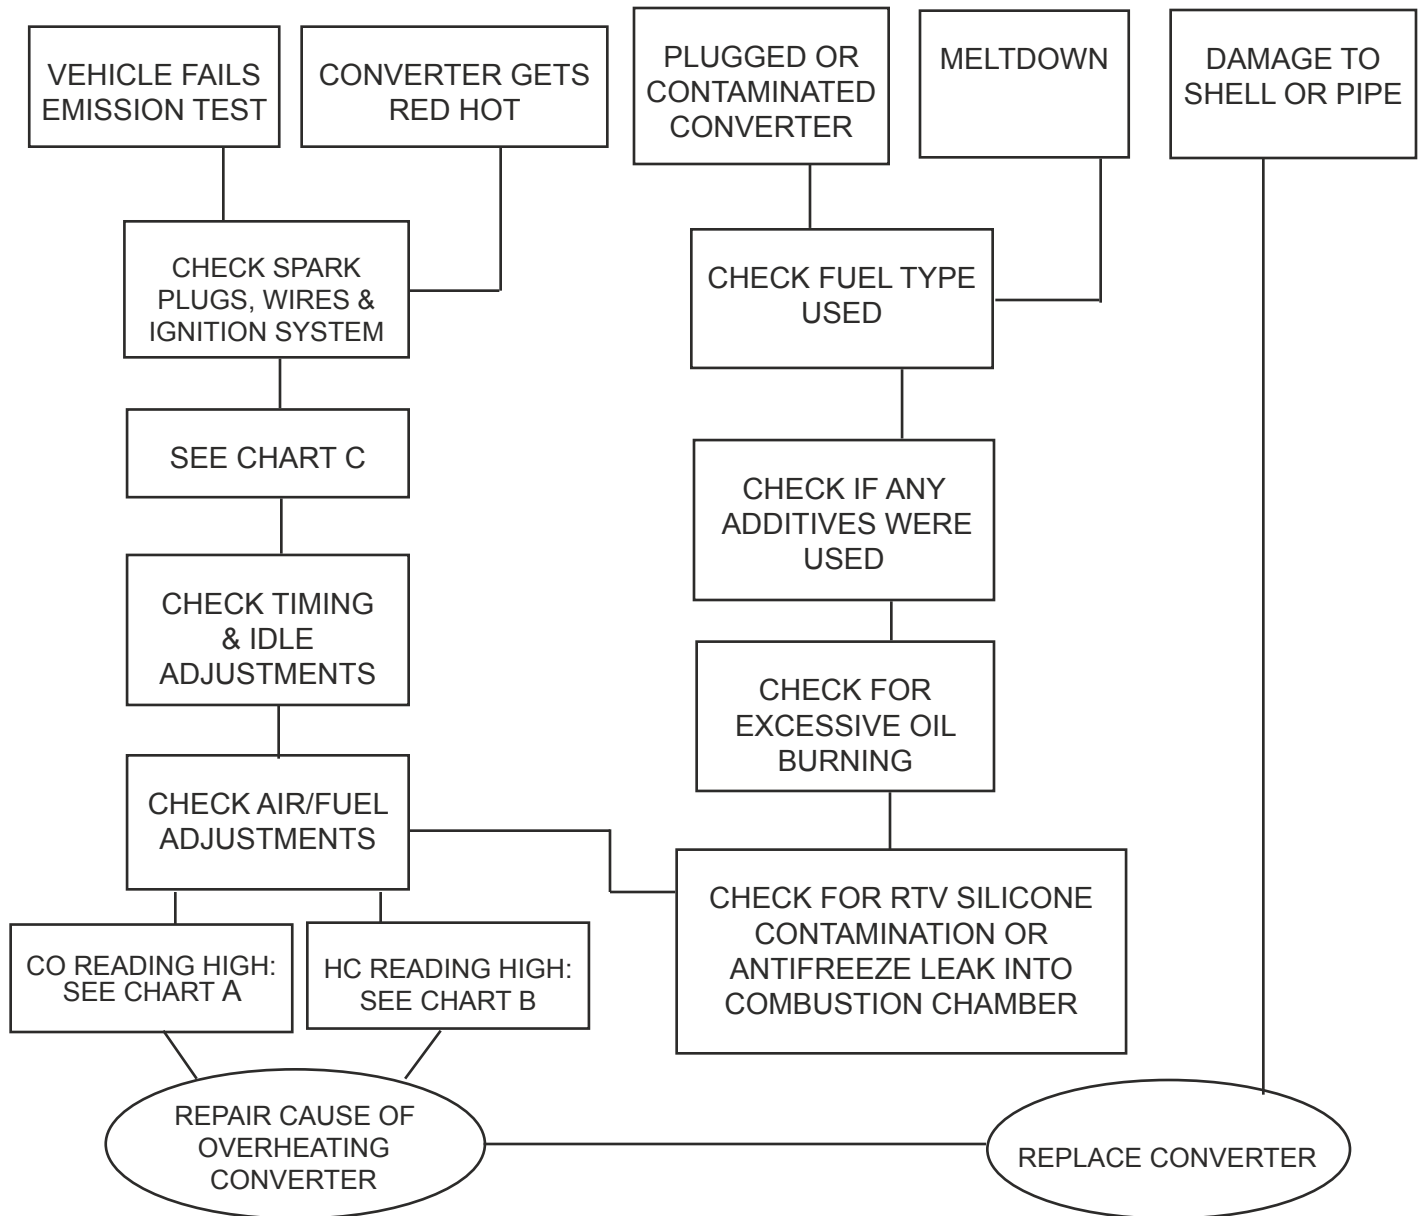 VEHICLE FAILS
EMISSION TEST
CONVERTER GETS
RED HOT
PLUGGED OR
CONTAMINATED
CONVERTER
MELTDOWN
DAMAGE TO
SHELL OR PIPE
CHECK SPARK
PLUGS, WIRES &
IGNITION SYSTEM
CHECK FUEL TYPE
USED
SEE CHART C
CHECK IF ANY
ADDITIVES WERE
USED
CHECK TIMING
& IDLE
ADJUSTMENTS
CHECK FOR
EXCESSIVE OIL
BURNING
CHECK AIR/FUEL
ADJUSTMENTS
CHECK FOR RTV SILICONE
CONTAMINATION OR
ANTIFREEZE LEAK INTO
COMBUSTION CHAMBER
CO READING HIGH:
SEE CHART A
HC READING HIGH:
SEE CHART B
REPAIR CAUSE OF
OVERHEATING
CONVERTER
REPLACE CONVERTER